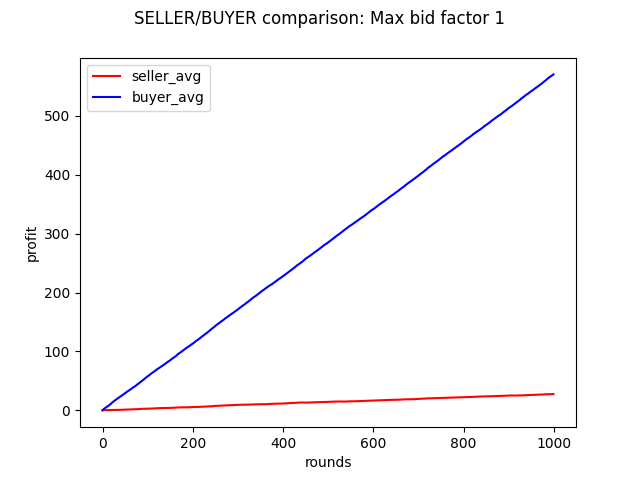 SELLER/BUYER comparison: Max bid factor 1
seller_avg
buyer_avg
profit
500
400
300
200
100
0
0 200 400 600 800 1000
rounds